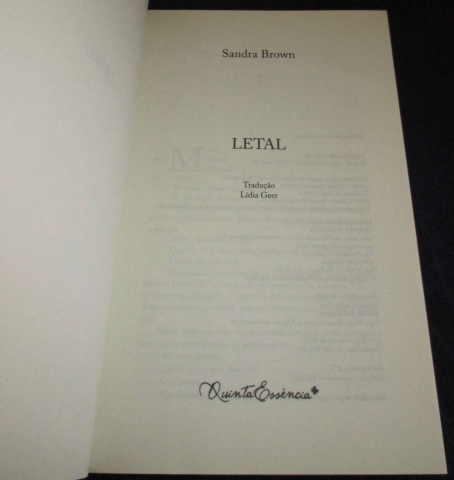 Sandra Brown
LETAL
Tradução
Lídia Geer
QuintaEssência